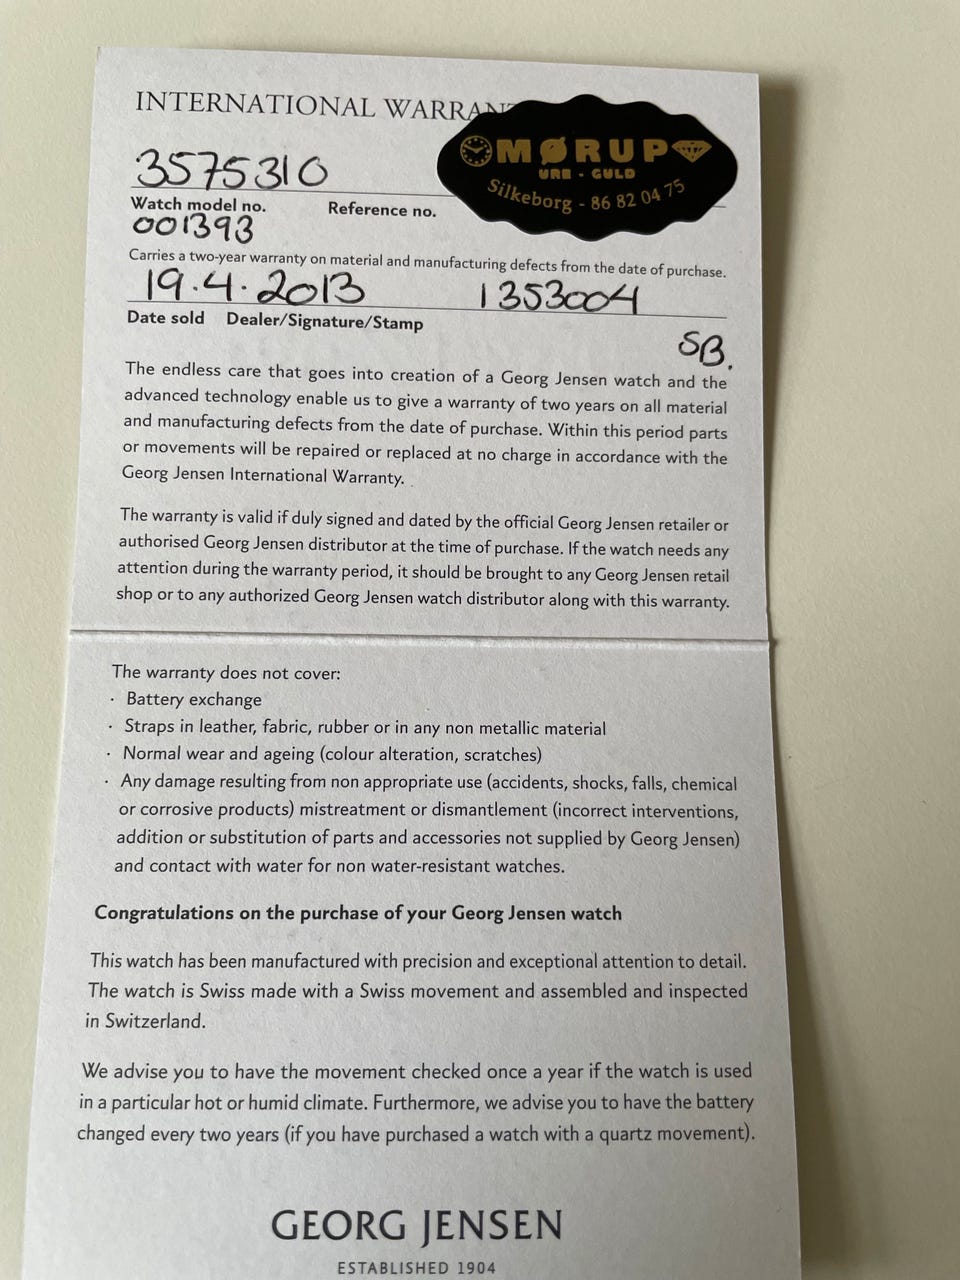 INTERNATIONAL WARRAN
MØRUP
URE - GULD
Silkeborg - 86 82 04 75
3575310
Watch model no. Reference no.
001393
Carries a two-year warranty on material and manufacturing defects from the date of purchase.
19.4.2013 1353004
Date sold Dealer/Signature/Stamp
SB.
The endless care that goes into creation of a Georg Jensen watch and the
advanced technology enable us to give a warranty of two years on all material
and manufacturing defects from the date of purchase. Within this period parts
or movements will be repaired or replaced at no charge in accordance with the
Georg Jensen International Warranty.
The warranty is valid if duly signed and dated by the official Georg Jensen retailer or
authorised Georg Jensen distributor at the time of purchase. If the watch needs any
attention during the warranty period, it should be brought to any Georg Jensen retail
shop or to any authorized Georg Jensen watch distributor along with this warranty.
The warranty does not cover:
· Battery exchange
· Straps in leather, fabric, rubber or in any non metallic material
· Normal wear and ageing (colour alteration, scratches)
· Any damage resulting from non appropriate use (accidents, shocks, falls, chemical
or corrosive products) mistreatment or dismantlement (incorrect interventions,
addition or substitution of parts and accessories not supplied by Georg Jensen)
and contact with water for non water-resistant watches.
Congratulations on the purchase of your Georg Jensen watch
This watch has been manufactured with precision and exceptional attention to detail.
The watch is Swiss made with a Swiss movement and assembled and inspected
in Switzerland.
We advise you to have the movement checked once a year if the watch is used
in a particular hot or humid climate. Furthermore, we advise you to have the battery
changed every two years (if you have purchased a watch with a quartz movement).
GEORG JENSEN
ESTABLISHED 1904